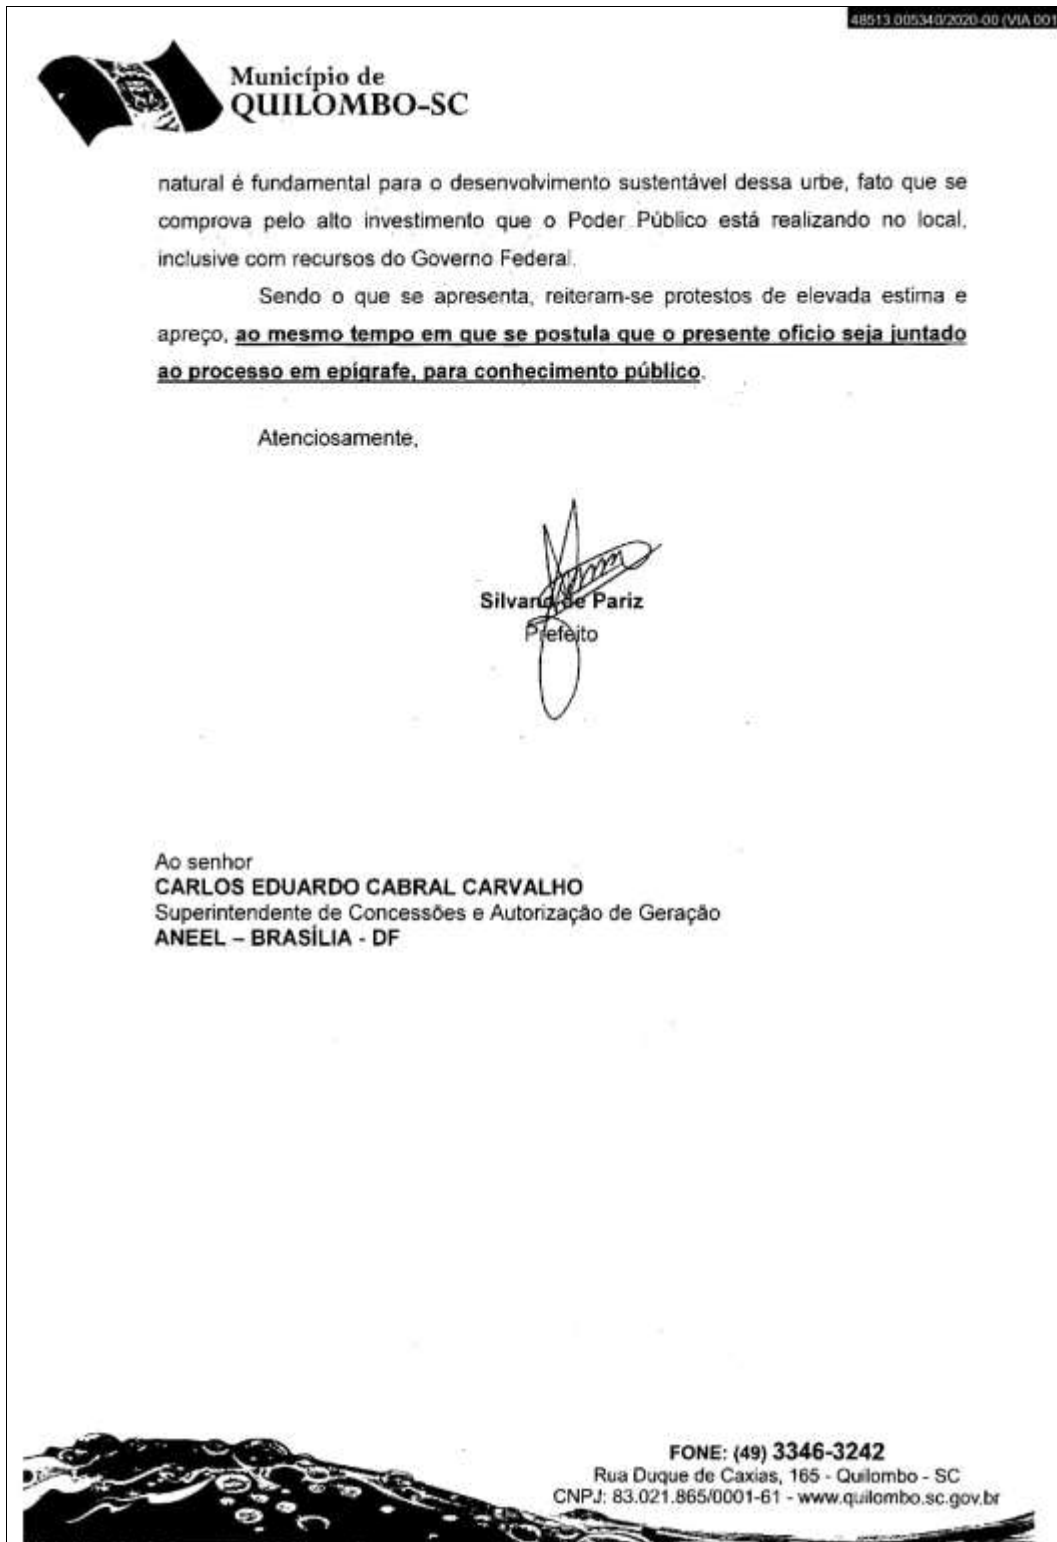 48513.005340/2020-00 (VIA 001
Município de
QUILOMBO-SC
natural é fundamental para o desenvolvimento sustentável dessa urbe, fato que se
comprova pelo alto investimento que o Poder Público está realizando no local,
inclusive com recursos do Governo Federal.
Sendo o que se apresenta, reiteram-se protestos de elevada estima e
apreço, ao mesmo tempo em que se postula que o presente oficio seja juntado
ao processo em epígrafe, para conhecimento público.
Atenciosamente,
Silvano de Pariz
Prefeito
Ao senhor
CARLOS EDUARDO CABRAL CARVALHO
Superintendente de Concessões e Autorização de Geração
ANEEL – BRASÍLIA - DF
FONE: (49) 3346-3242
Rua Duque de Caxias, 165 - Quilombo - SC
CNPJ: 83.021.865/0001-61 - www.quilombo.sc.gov.br